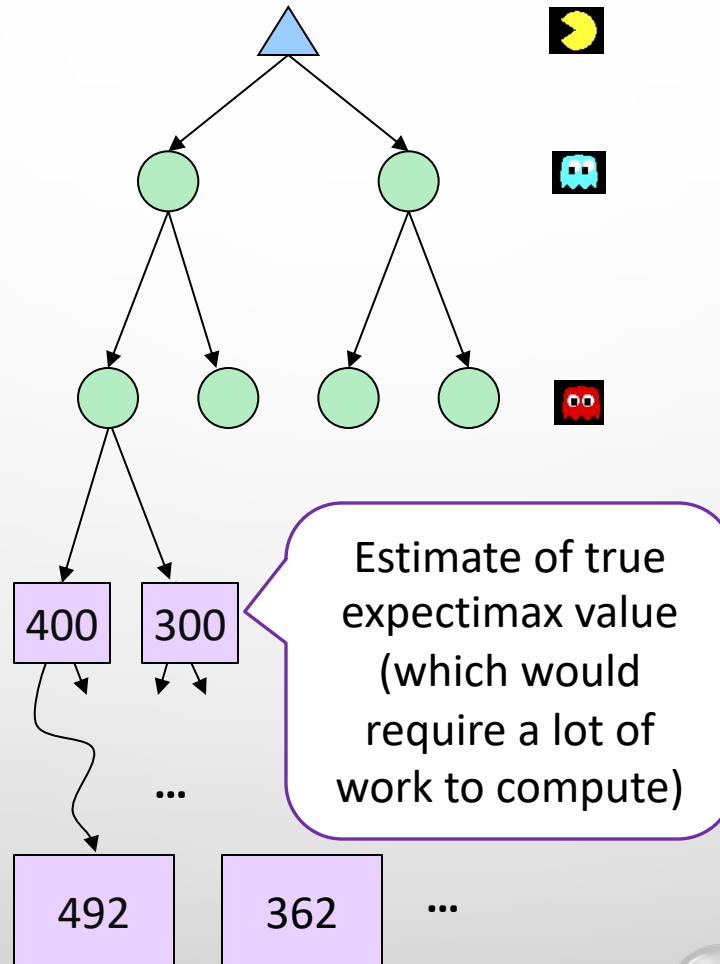 400
300
Estimate of true
expectimax value
(which would
require a lot of
work to compute)
...
492
362
...